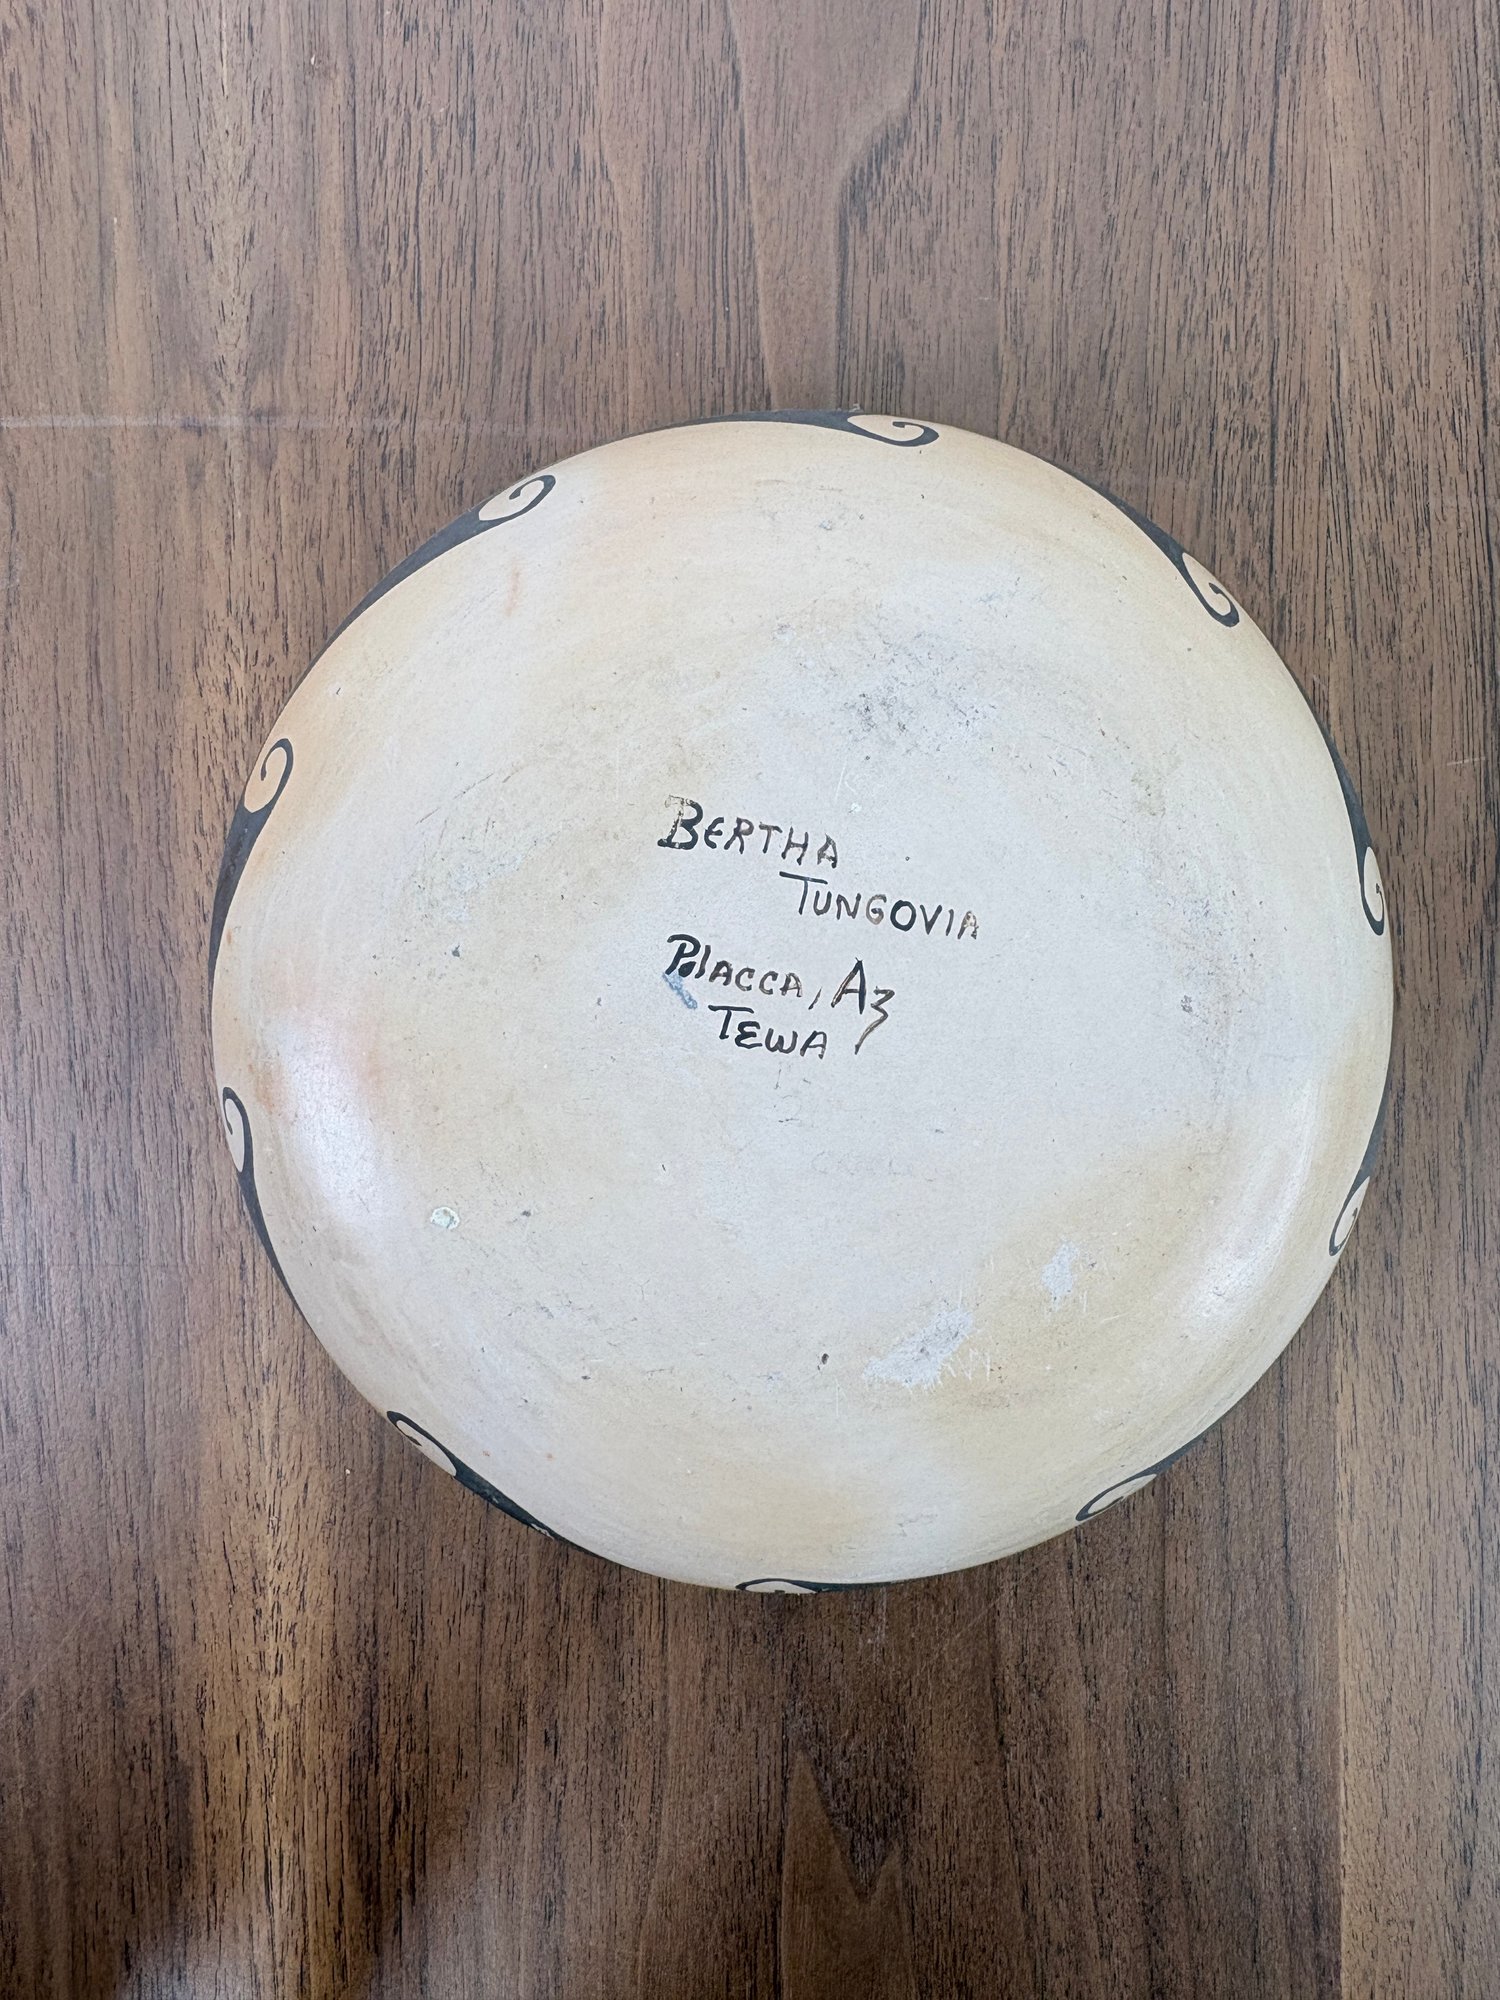 BERTHA
TUNGOVIA
POlACCA, Az
TEWA